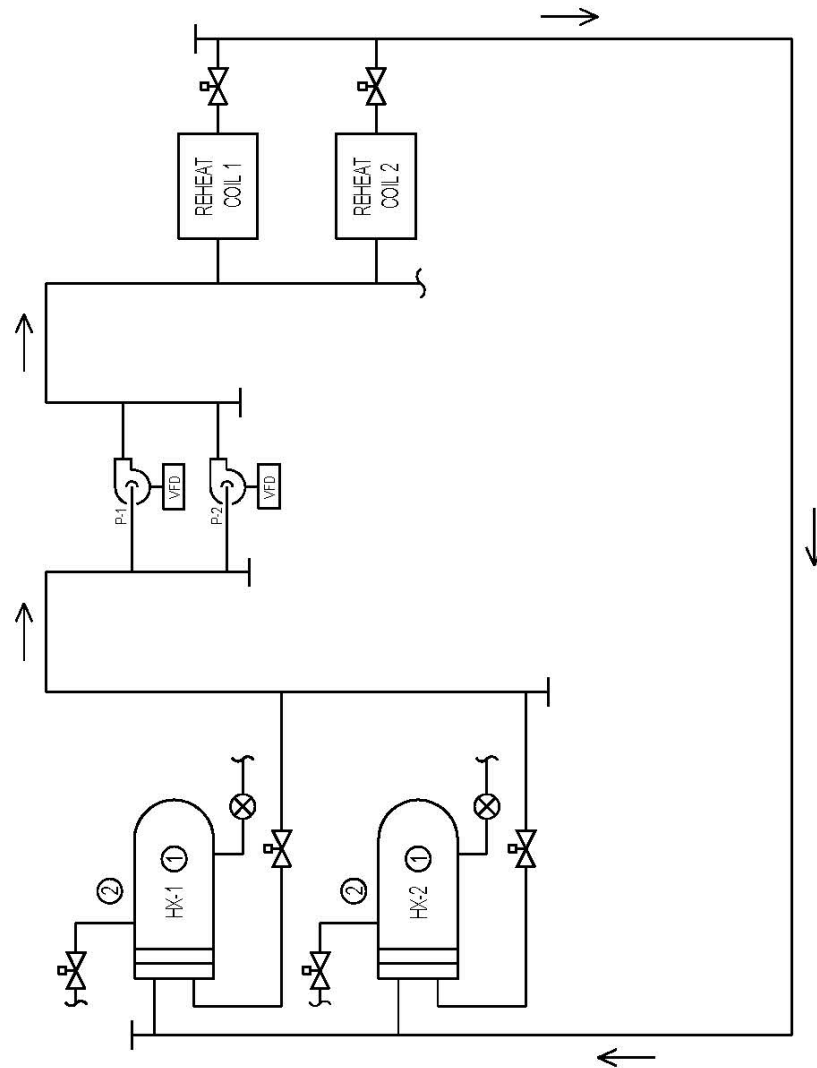 REHEAT
COIL 1
REHEAT
COIL 2
P-1
VFD
P-2
VFD
2
1
HX-1
2
1
HX-2